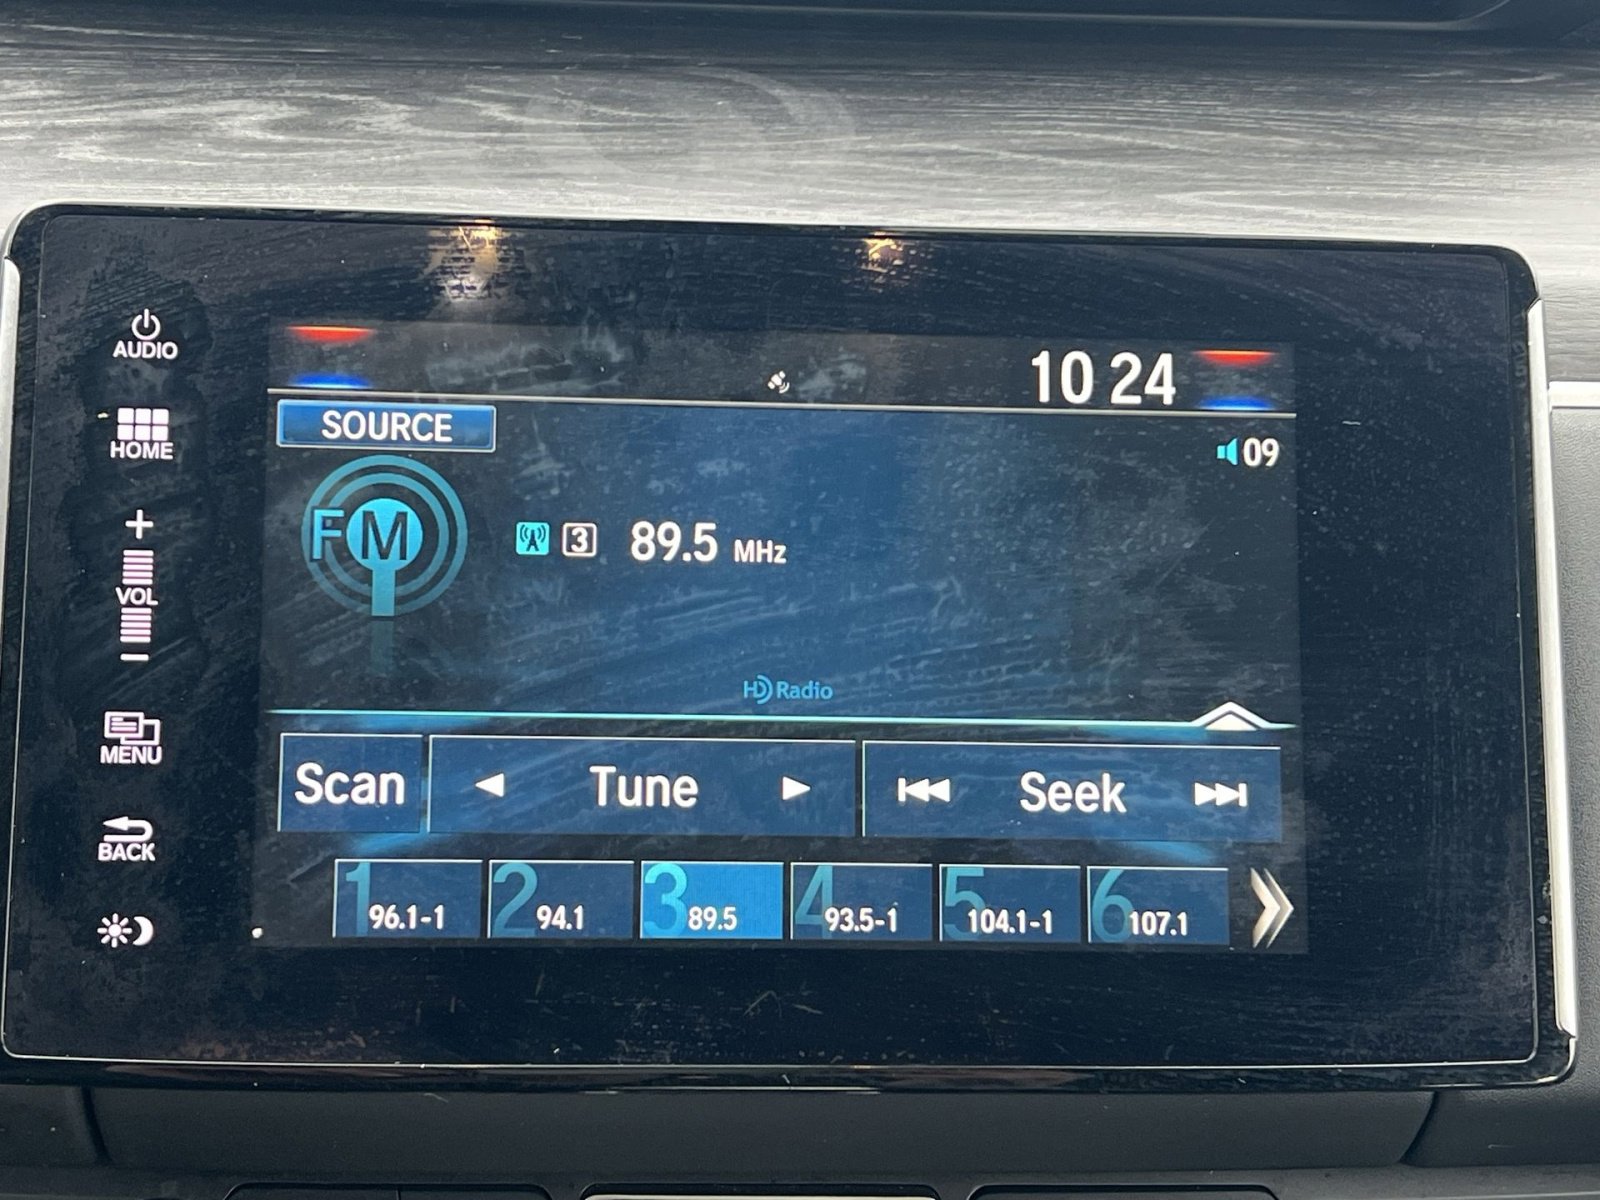 AUDIO
HOME
VOL
MENU
BACK
10 24
SOURCE
09
FM
3 89.5 MHz
HD Radio
Scan Tune Seek
1 96.1-1 2 94.1 3 89.5 4 93.5-1 5 104.1-1 6 107.1